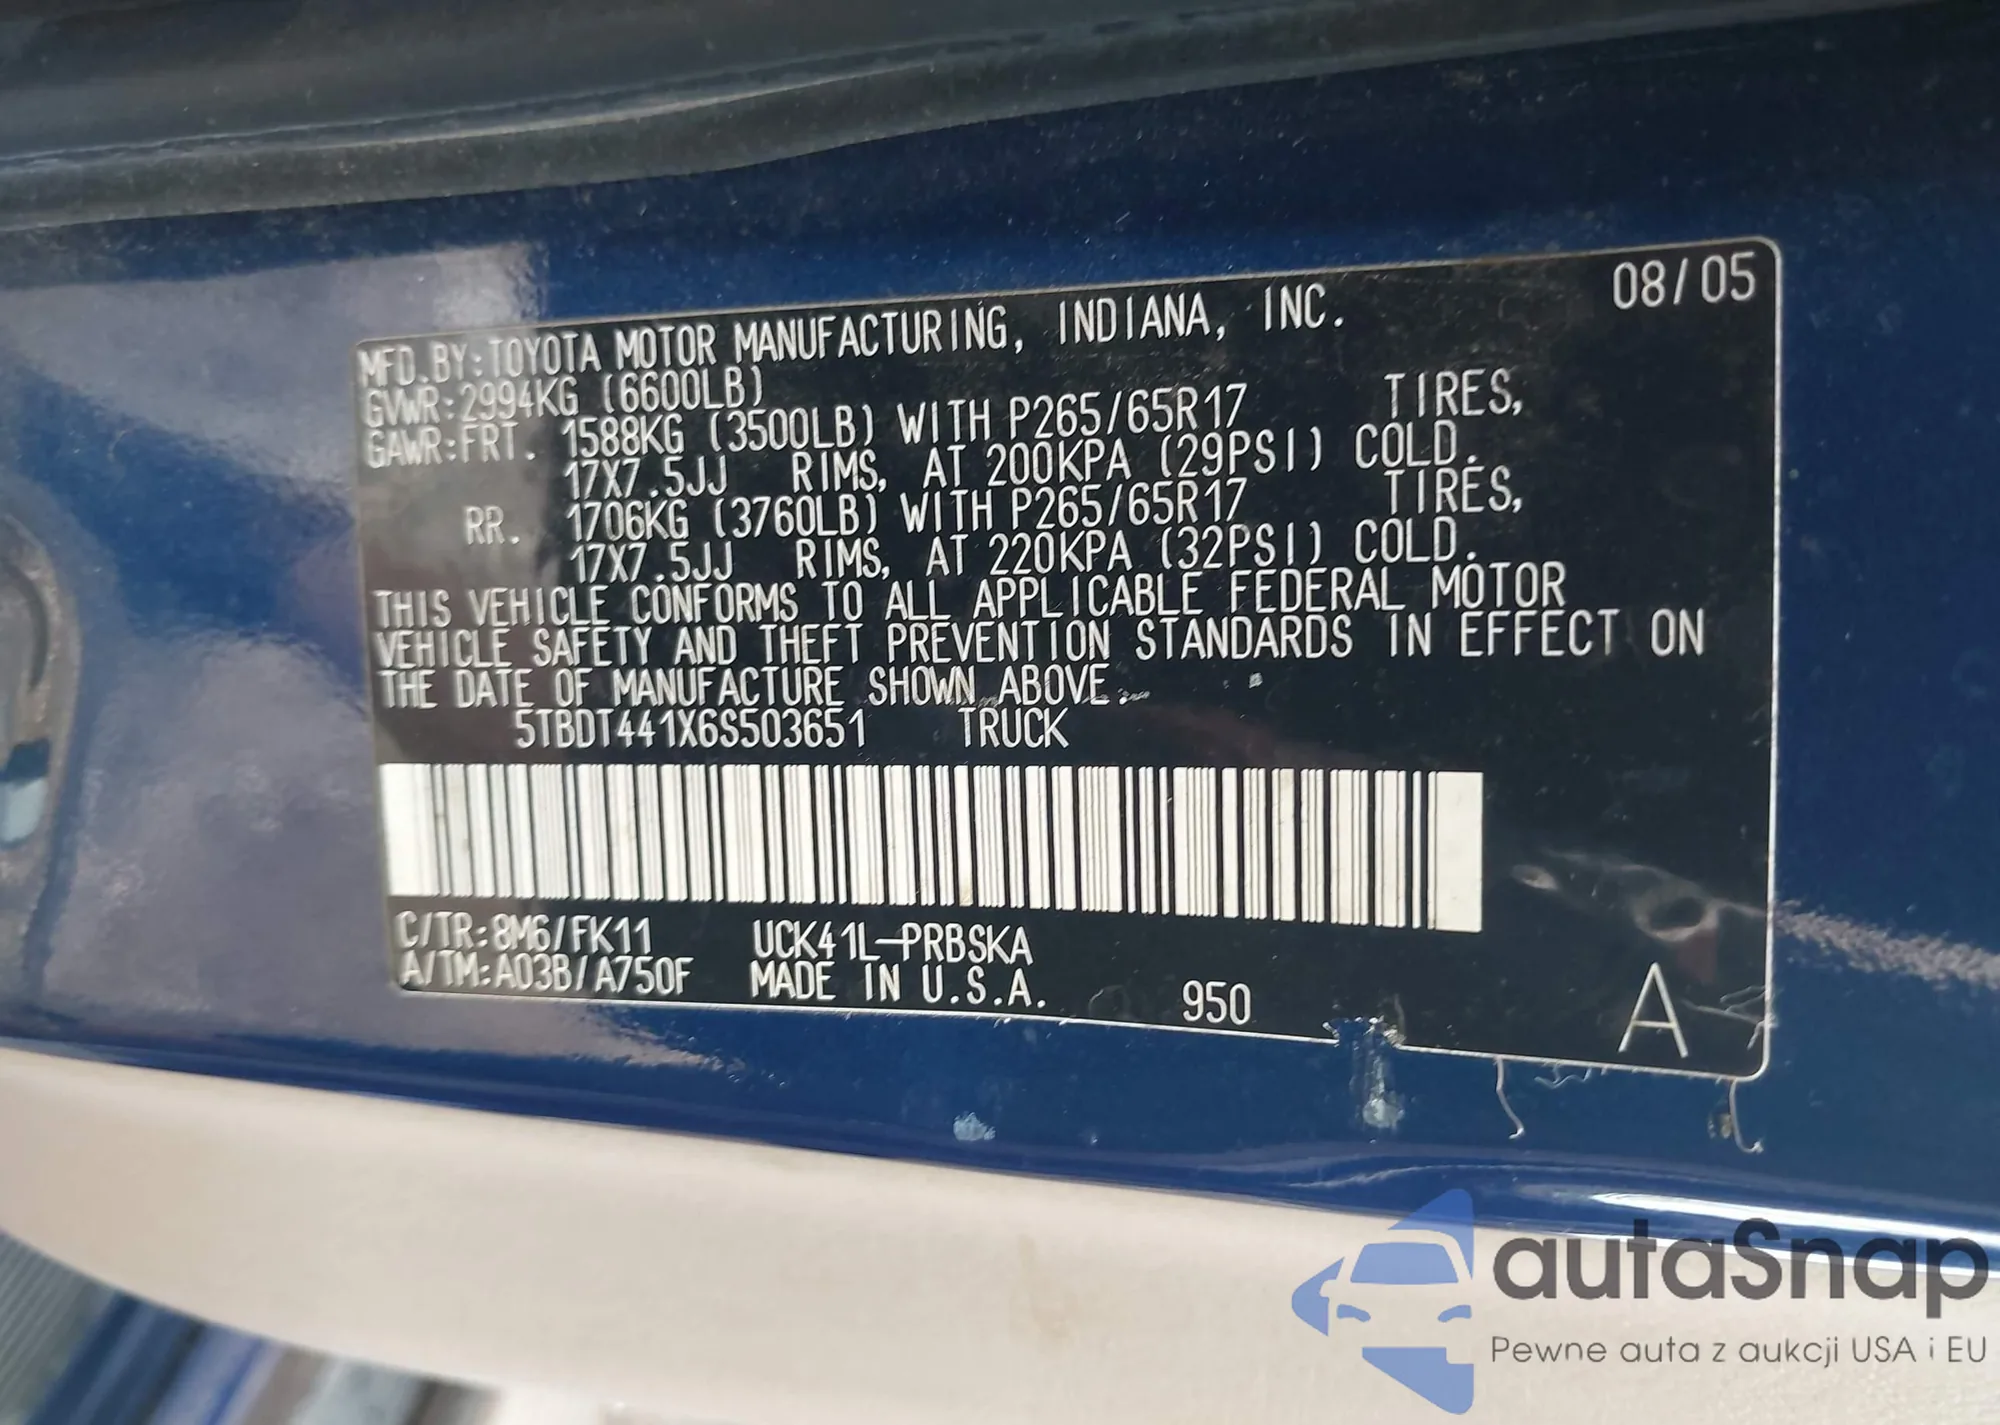 08/05
MFD.BY:TOYOTA MOTOR MANUFACTURING, INDIANA, INC.
GVWR:2994KG (6600LB)
GAWR:FRT. 1588KG (3500LB) WITH P265/65R17 TIRES,
17X7.5JJ RIMS, AT 200KPA (29PSI) COLD.
RR. 1706KG (3760LB) WITH P265/65R17 TIRES,
17X7.5JJ RIMS, AT 220KPA (32PSI) COLD.
THIS VEHICLE CONFORMS TO ALL APPLICABLE FEDERAL MOTOR
VEHICLE SAFETY AND THEFT PREVENTION STANDARDS IN EFFECT ON
THE DATE OF MANUFACTURE SHOWN ABOVE.
5TBDT441X6S503651 TRUCK
C/TR:8M6/FK11 UCK41L-PRBSKA
A/TM:A03B/A750F MADE IN U.S.A. 950 A
autaSnap
Pewne auta z aukcji USA i EU